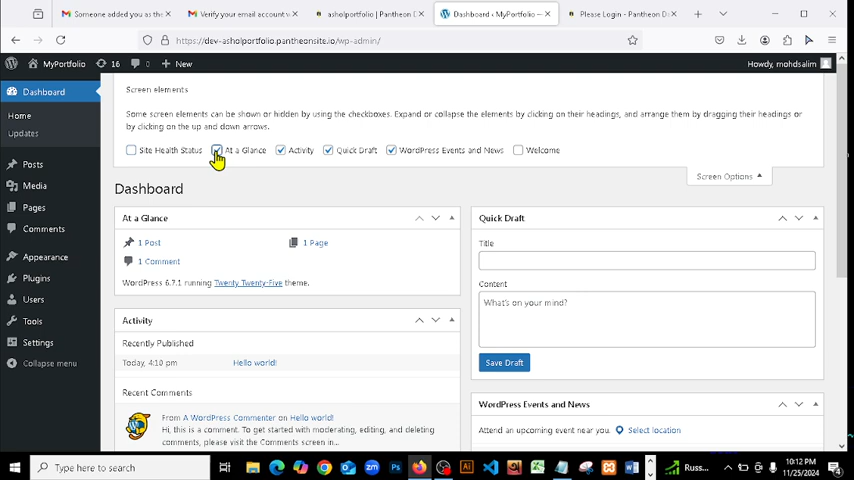 Someone added you as the
Verify your email account v
asholportfolio | Pantheon D
Dashboard ‹ MyPortfolio —
Please Login - Pantheon Da
https://dev-asholportfolio.pantheonsite.io/wp-admin/
MyPortfolio
16
0
New
Howdy, mohdsalim
Dashboard
Home
Updates
Posts
Media
Pages
Comments
Appearance
Plugins
Users
Tools
Settings
Collapse menu
Screen elements
Some screen elements can be shown or hidden by using the checkboxes. Expand or collapse the elements by clicking on their headings, and arrange them by dragging their headings or
by clicking on the up and down arrows.
Site Health Status
At a Glance
Activity
Quick Draft
WordPress Events and News
Welcome
Screen Options
Dashboard
At a Glance
1 Post
1 Page
1 Comment
WordPress 6.7.1 running Twenty Twenty-Five theme.
Activity
Recently Published
Today, 4:10 pm
Hello world!
Recent Comments
From A WordPress Commenter on Hello world!
Hi, this is a comment. To get started with moderating, editing, and deleting
comments, please visit the Comments screen in...
Quick Draft
Title
Content
What's on your mind?
Save Draft
WordPress Events and News
Attend an upcoming event near you.
Select location
Type here to search
Russ...
10:12 PM
11/25/2024